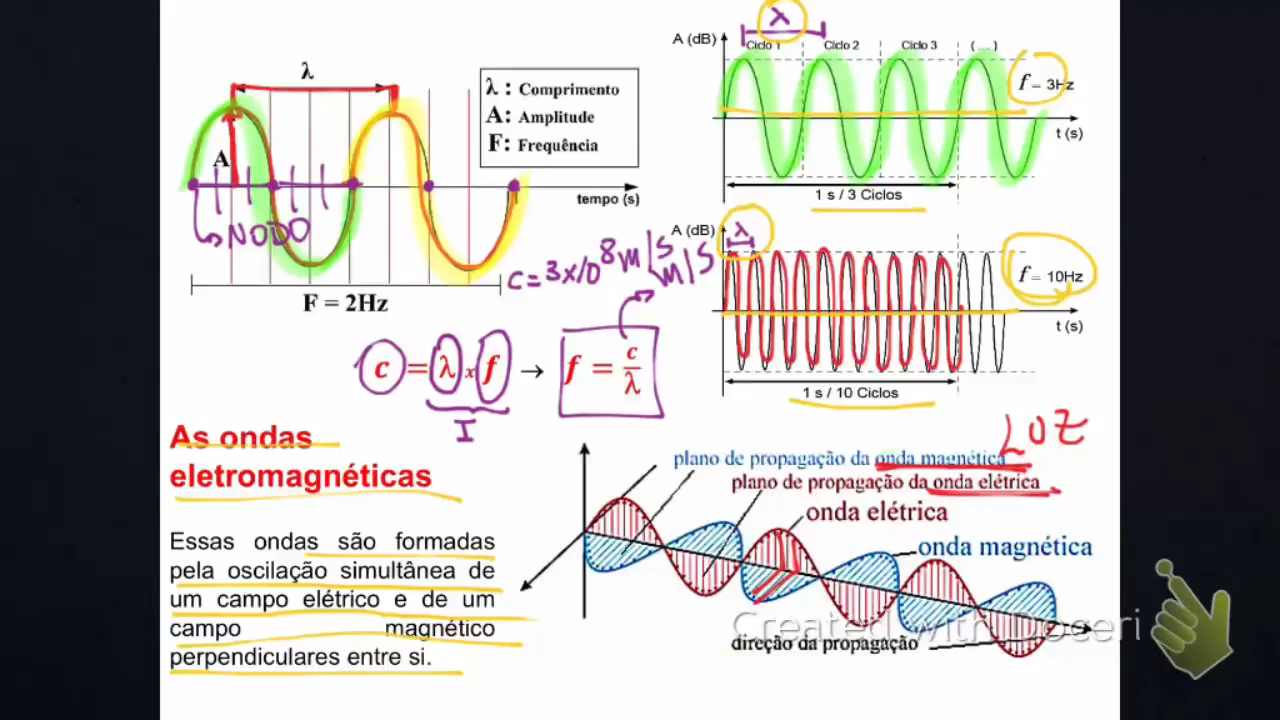 λ
A
NODO
tempo (s)
F = 2Hz
λ : Comprimento
A: Amplitude
F: Frequência
λ
A (dB)
Ciclo 1
Ciclo 2
Ciclo 3
(....)
f = 3Hz
t (s)
1 s / 3 Ciclos
A (dB)
λ
f = 10Hz
t (s)
1 s / 10 Ciclos
c = 3x10⁸ m/s
m/s
c = λ x f → f = c/λ
I
As ondas
eletromagnéticas
Essas ondas são formadas
pela oscilação simultânea de
um campo elétrico e de um
campo magnético
perpendiculares entre si.
LUZ
plano de propagação da onda magnética
plano de propagação da onda elétrica
onda elétrica
onda magnética
direção da propagação
Created with Doceri